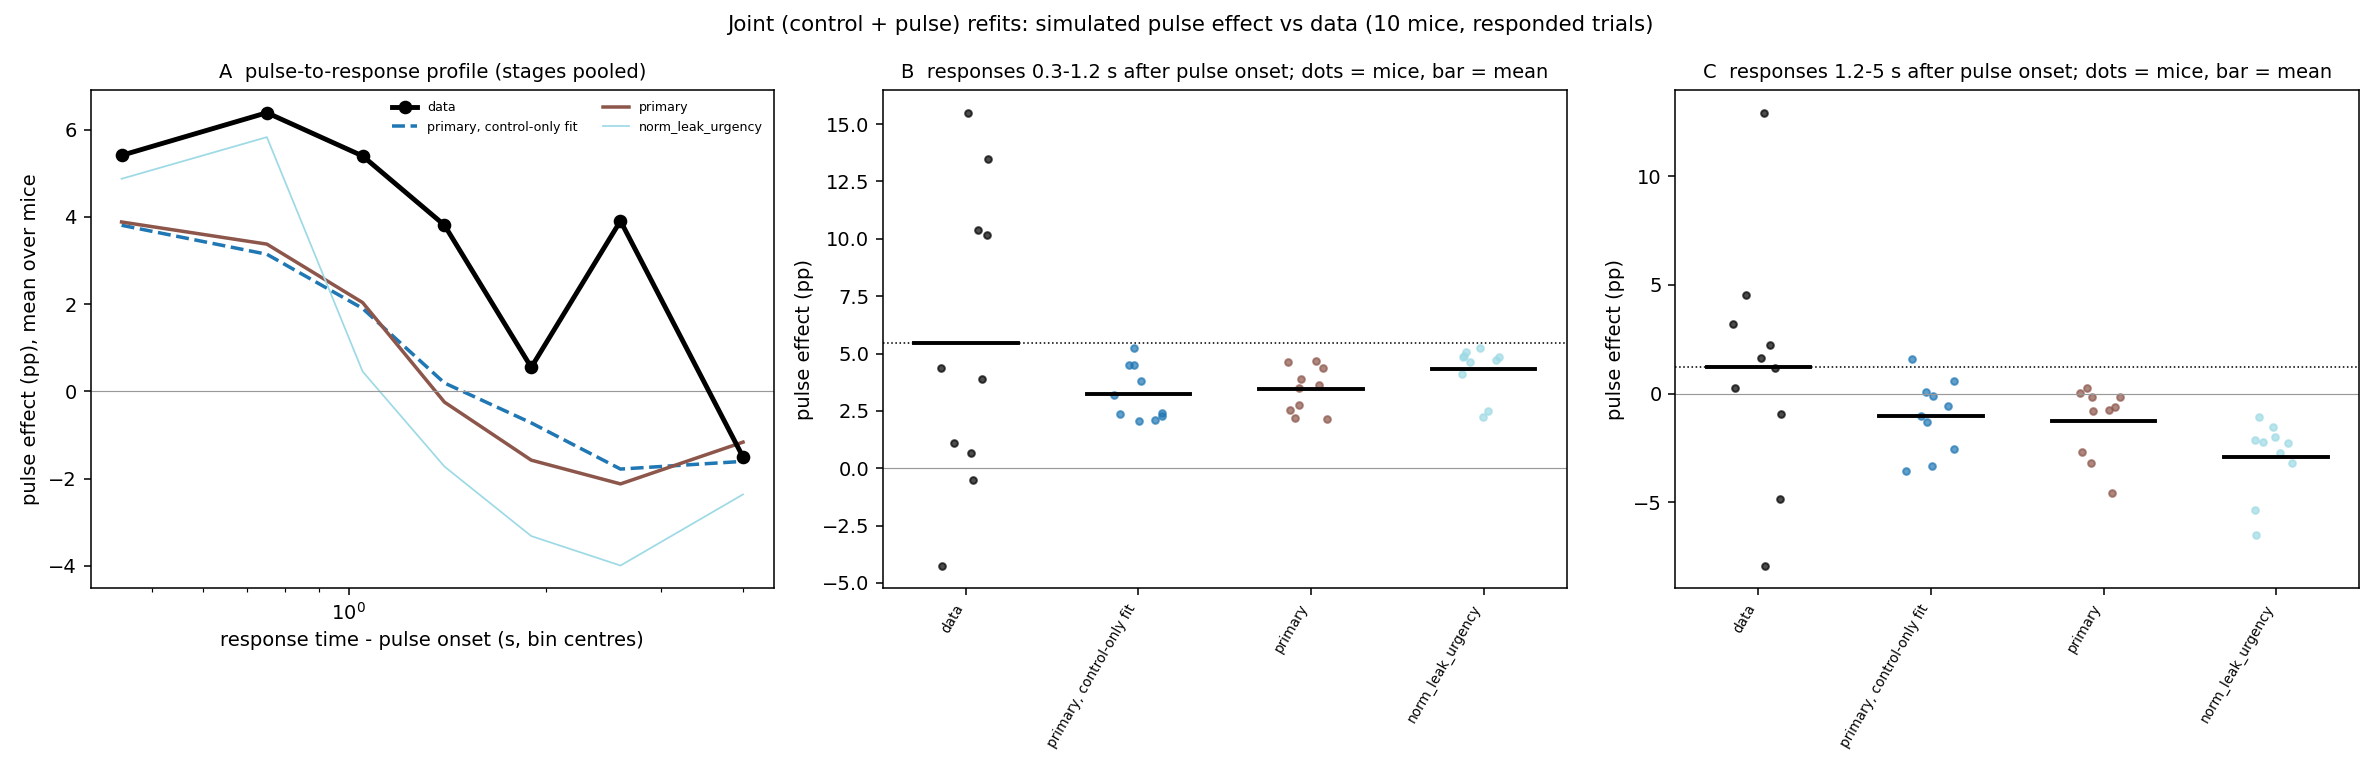 Joint (control + pulse) refits: simulated pulse effect vs data (10 mice, responded trials)
A  pulse-to-response profile (stages pooled)
pulse effect (pp), mean over mice
6
4
2
0
−2
−4
data
primary, control-only fit
primary
norm_leak_urgency
10⁰
response time - pulse onset (s, bin centres)
B  responses 0.3-1.2 s after pulse onset; dots = mice, bar = mean
pulse effect (pp)
15.0
12.5
10.0
7.5
5.0
2.5
0.0
−2.5
−5.0
data
primary, control-only fit
primary
norm_leak_urgency
C  responses 1.2-5 s after pulse onset; dots = mice, bar = mean
pulse effect (pp)
10
5
0
−5
data
primary, control-only fit
primary
norm_leak_urgency